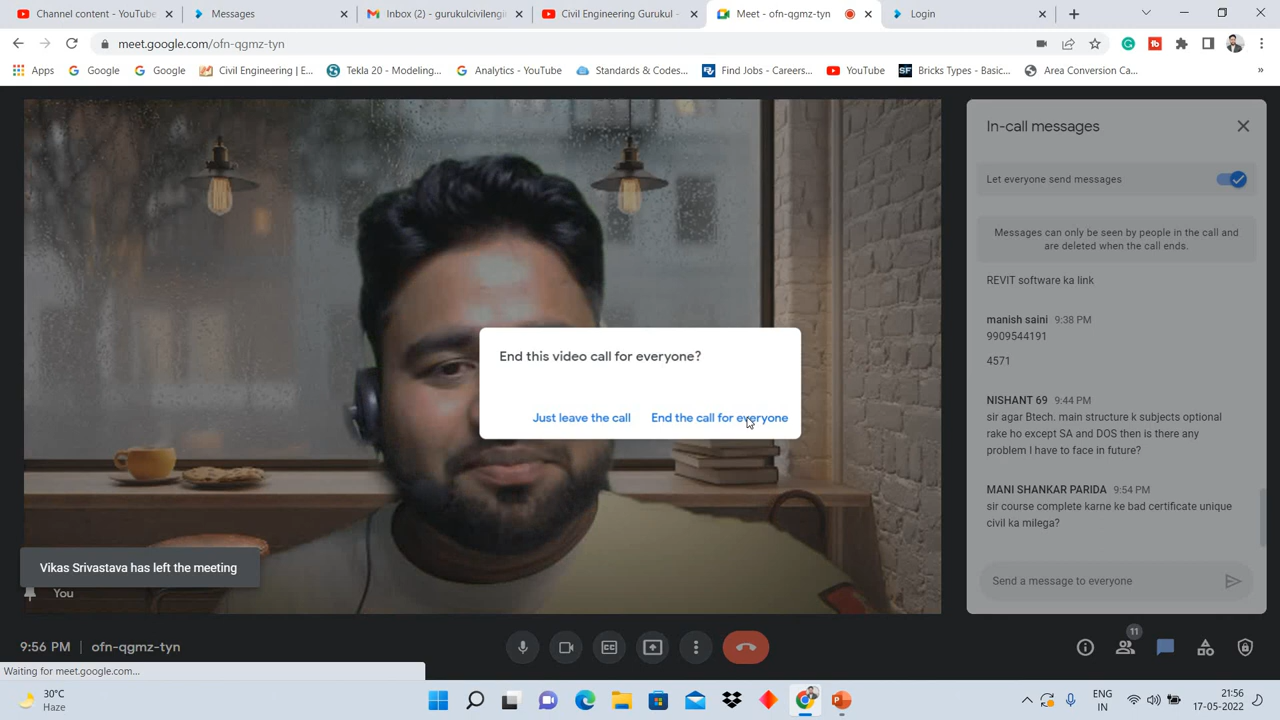 Channel content - YouTube
Messages
Inbox (2) - gurukulcivilengi
Civil Engineering Gurukul -
Meet - ofn-qgmz-tyn
Login
meet.google.com/ofn-qgmz-tyn
Apps
Google
Google
Civil Engineering | E...
Tekla 20 - Modeling...
Analytics - YouTube
Standards & Codes...
Find Jobs - Careers...
YouTube
Bricks Types - Basic...
Area Conversion Ca...
»
In-call messages
Let everyone send messages
Messages can only be seen by people in the call and
are deleted when the call ends.
REVIT software ka link
manish saini 9:38 PM
9909544191
4571
NISHANT 69 9:44 PM
sir agar Btech. main structure k subjects optional
rake ho except SA and DOS then is there any
problem I have to face in future?
MANI SHANKAR PARIDA 9:54 PM
sir course complete karne ke bad certificate unique
civil ka milega?
Send a message to everyone
End this video call for everyone?
Just leave the call
End the call for everyone
Vikas Srivastava has left the meeting
You
9:56 PM | ofn-qgmz-tyn
11
Waiting for meet.google.com...
30°C
Haze
ENG
IN
21:56
17-05-2022